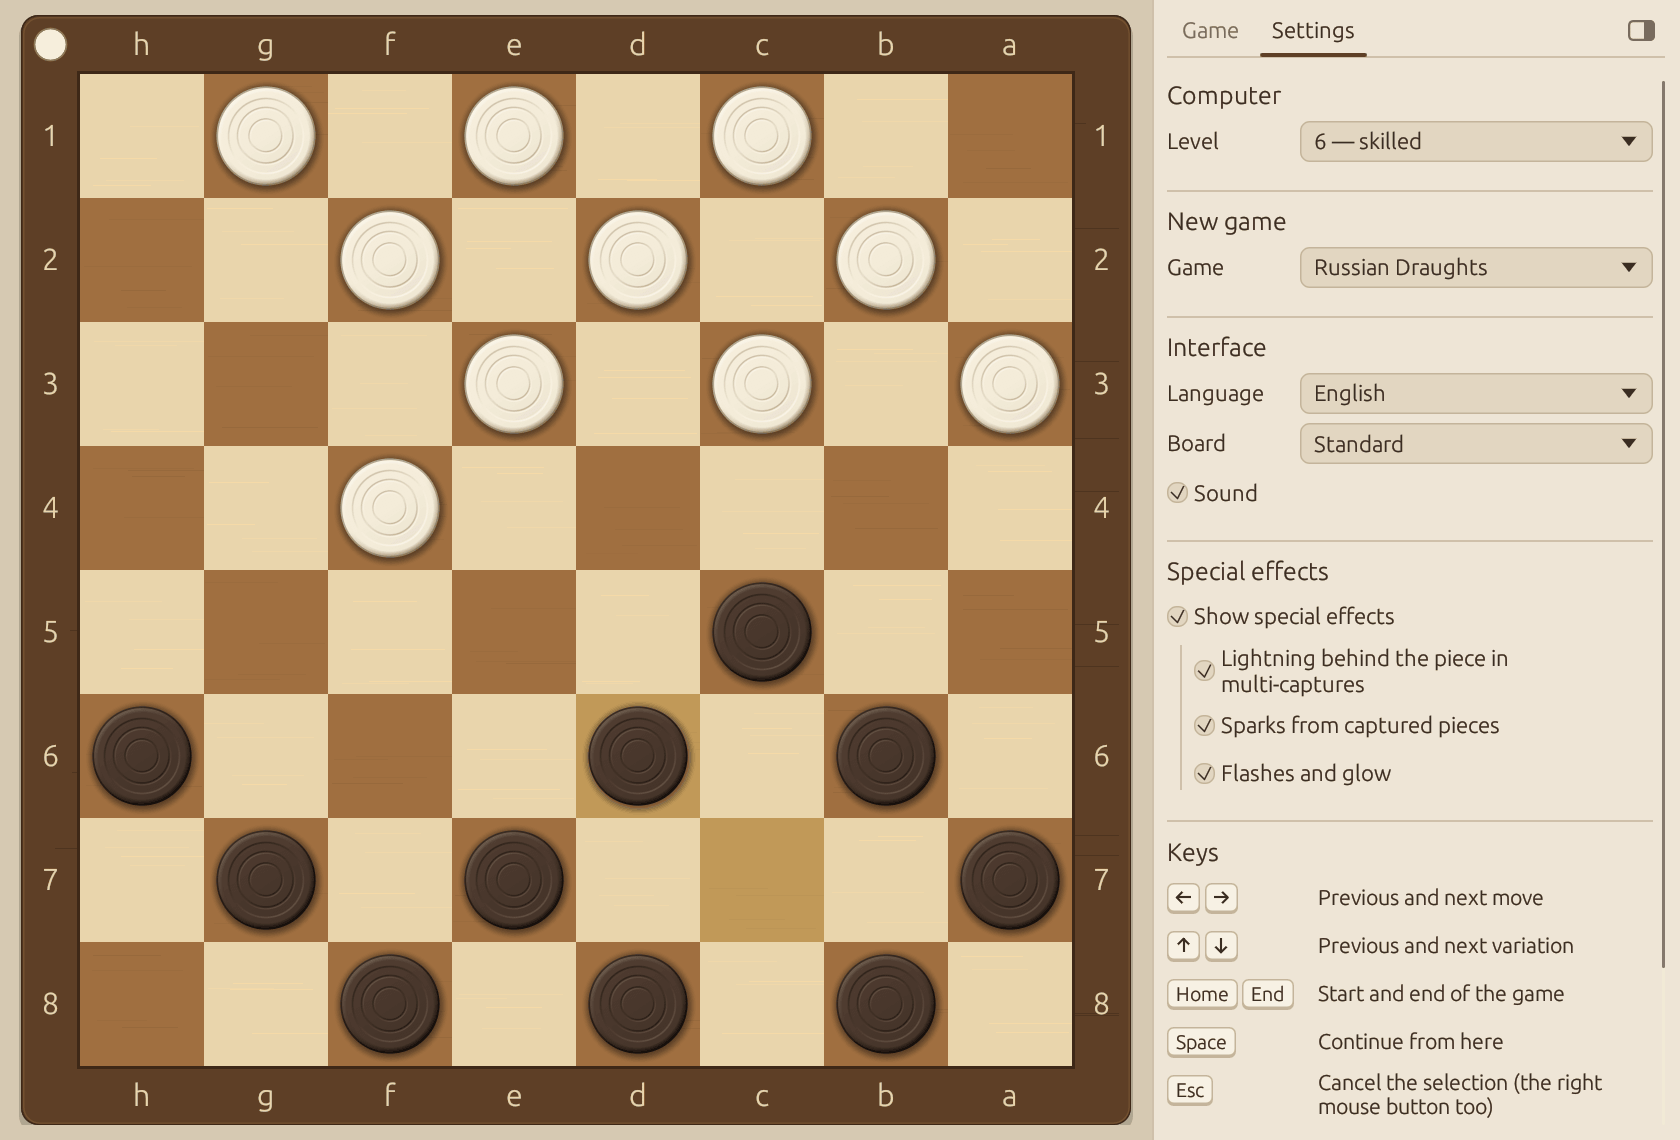 h g f e d c b a
Game Settings
1 1
Computer
Level 6 — skilled
2 2
New game
Game Russian Draughts
3 3
Interface
Language English
Board Standard
4 4
Sound
5 5
Special effects
Show special effects
Lightning behind the piece in
multi-captures
6 6
Sparks from captured pieces
Flashes and glow
7 7
Keys
← → Previous and next move
↑ ↓ Previous and next variation
8 8
Home End Start and end of the game
Space Continue from here
Esc Cancel the selection (the right
mouse button too)
h g f e d c b a